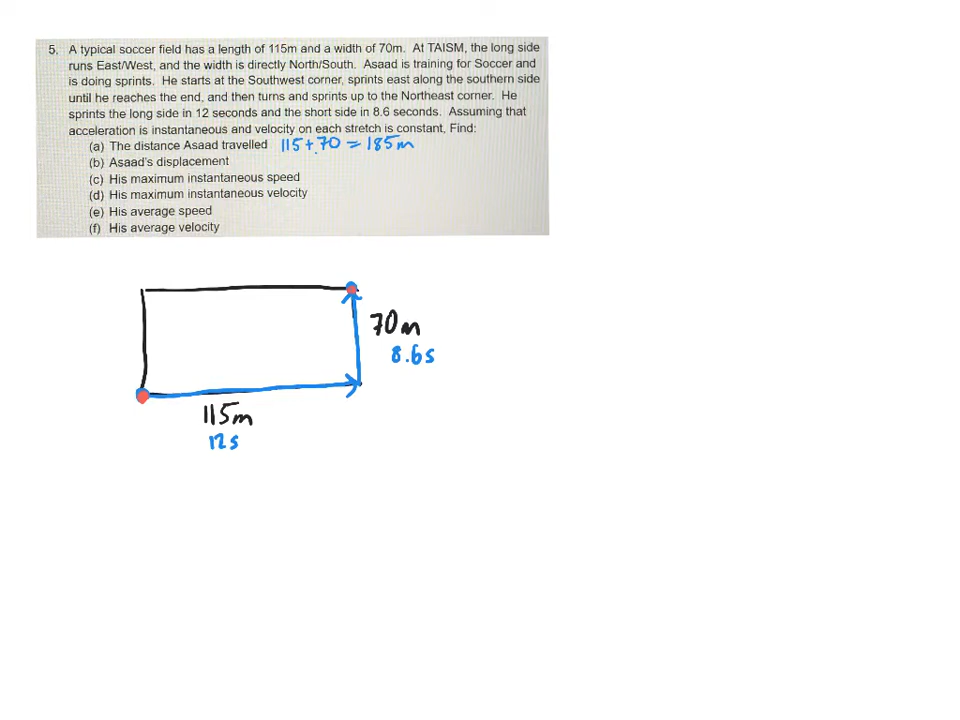 5. A typical soccer field has a length of 115m and a width of 70m. At TAISM, the long side
runs East/West, and the width is directly North/South. Asaad is training for Soccer and
is doing sprints. He starts at the Southwest corner, sprints east along the southern side
until he reaches the end, and then turns and sprints up to the Northeast corner. He
sprints the long side in 12 seconds and the short side in 8.6 seconds. Assuming that
acceleration is instantaneous and velocity on each stretch is constant, Find:
(a) The distance Asaad travelled 115+70 = 185m
(b) Asaad's displacement
(c) His maximum instantaneous speed
(d) His maximum instantaneous velocity
(e) His average speed
(f) His average velocity
70m
8.6s
115m
12s